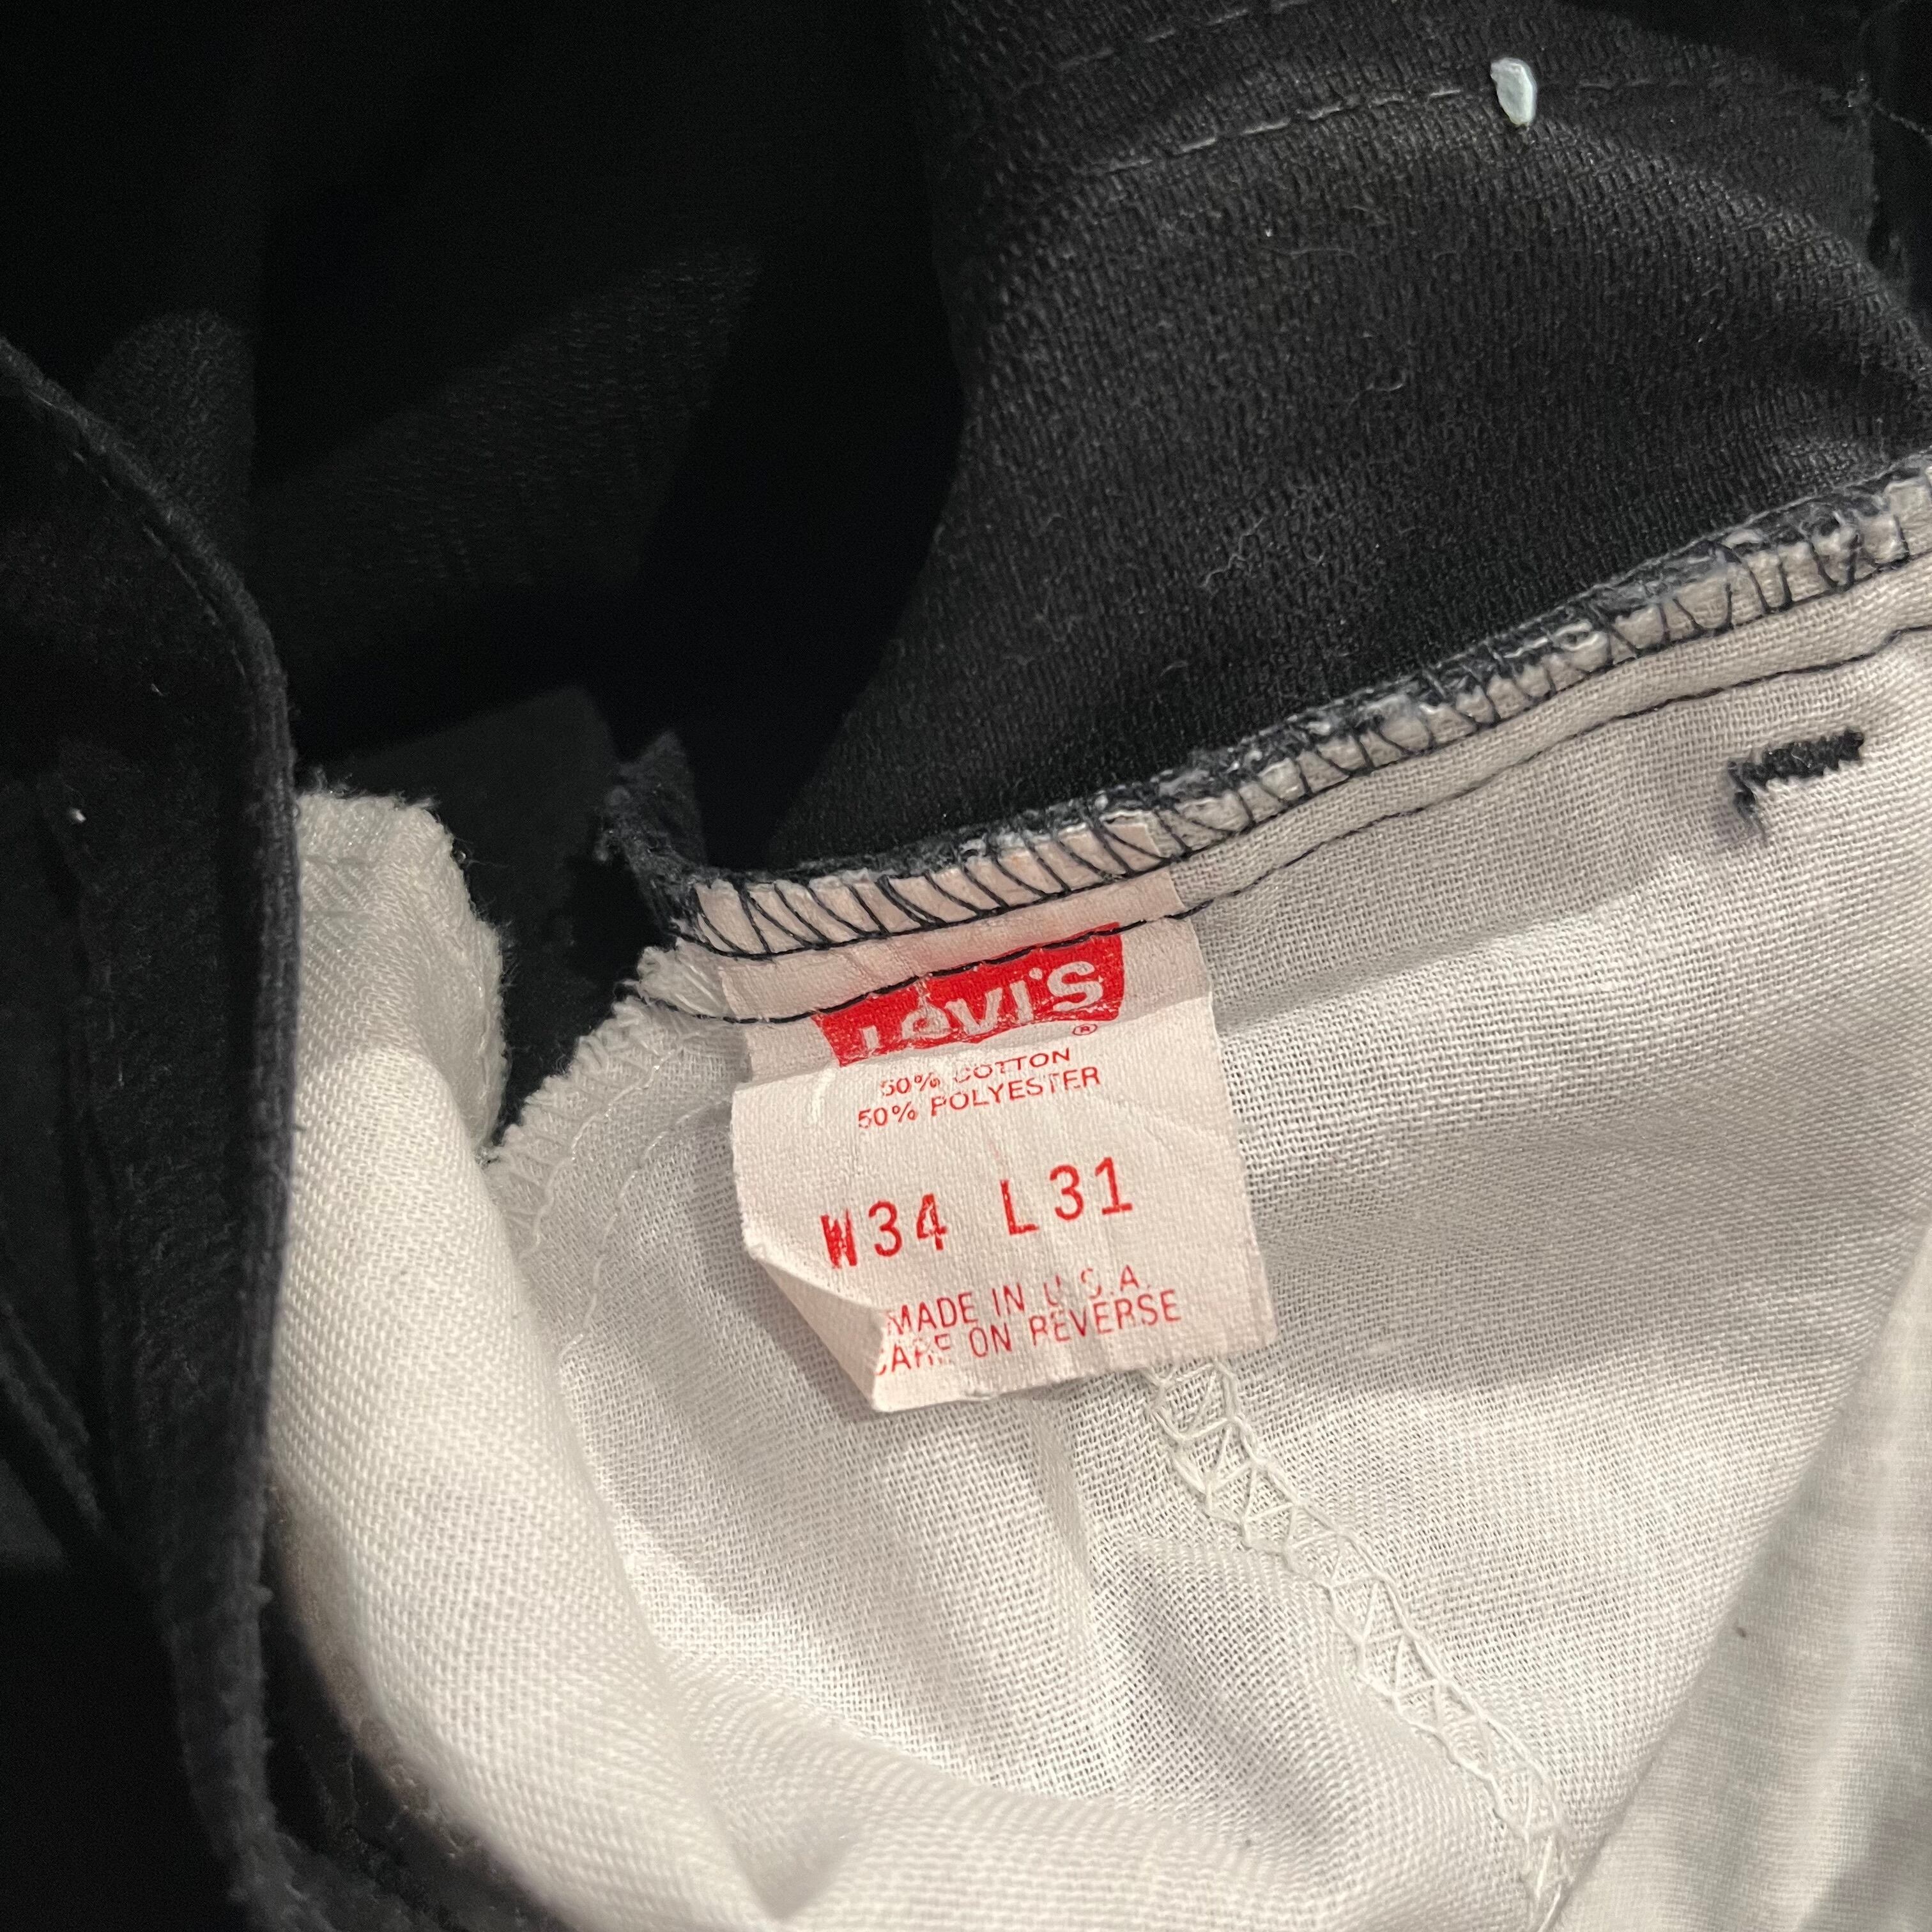 Levi's ®
50% COTTON
50% POLYESTER
W34 L31
MADE IN U.S.A.
CARE ON REVERSE